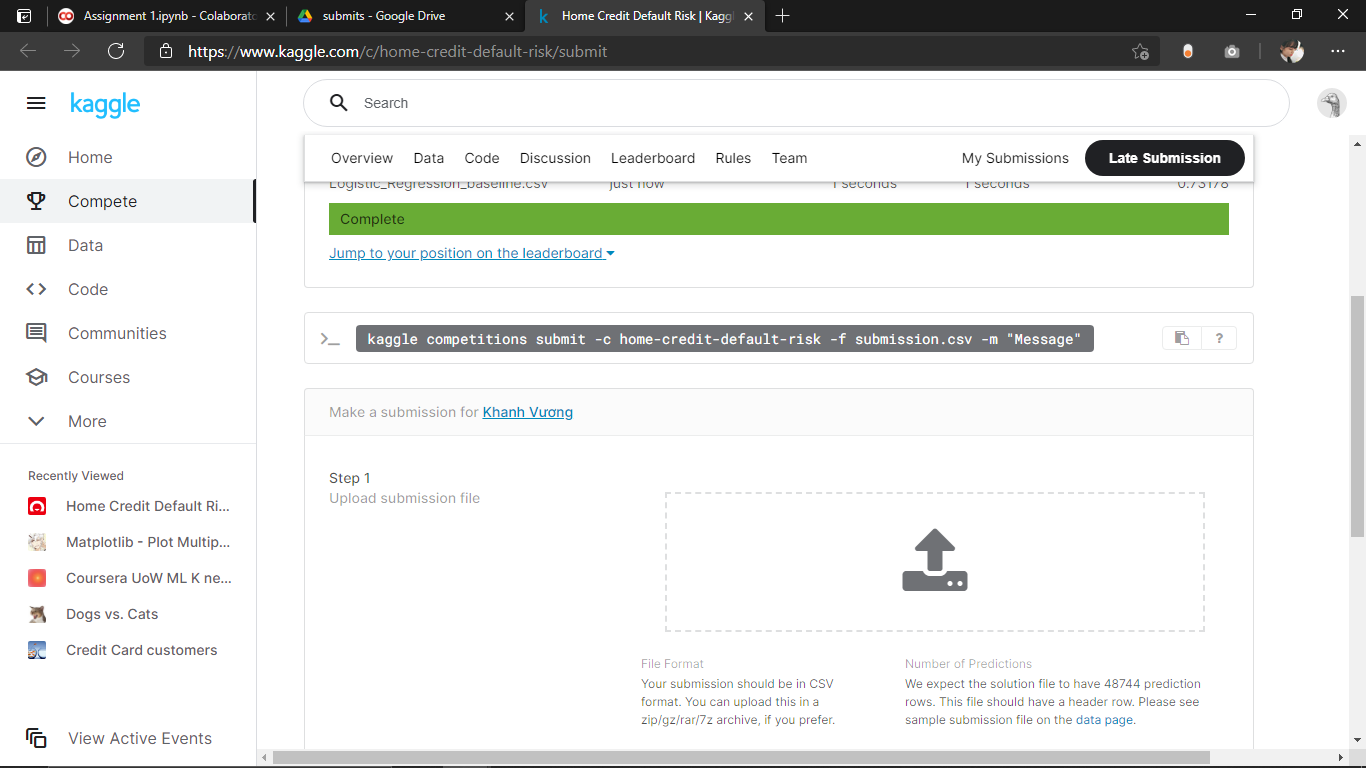 Assignment 1.ipynb - Colaborato
submits - Google Drive
Home Credit Default Risk | Kaggl
https://www.kaggle.com/c/home-credit-default-risk/submit
kaggle
Search
Home
Compete
Data
Code
Communities
Courses
More
Recently Viewed
Home Credit Default Ri...
Matplotlib - Plot Multip...
Coursera UoW ML K ne...
Dogs vs. Cats
Credit Card customers
View Active Events
Overview Data Code Discussion Leaderboard Rules Team My Submissions Late Submission
Logistic_Regression_baseline.csv just now 1 seconds 1 seconds 0.73178
Complete
Jump to your position on the leaderboard
>_ kaggle competitions submit -c home-credit-default-risk -f submission.csv -m "Message" ?
Make a submission for Khanh Vương
Step 1
Upload submission file
File Format
Your submission should be in CSV
format. You can upload this in a
zip/gz/rar/7z archive, if you prefer.
Number of Predictions
We expect the solution file to have 48744 prediction
rows. This file should have a header row. Please see
sample submission file on the data page.